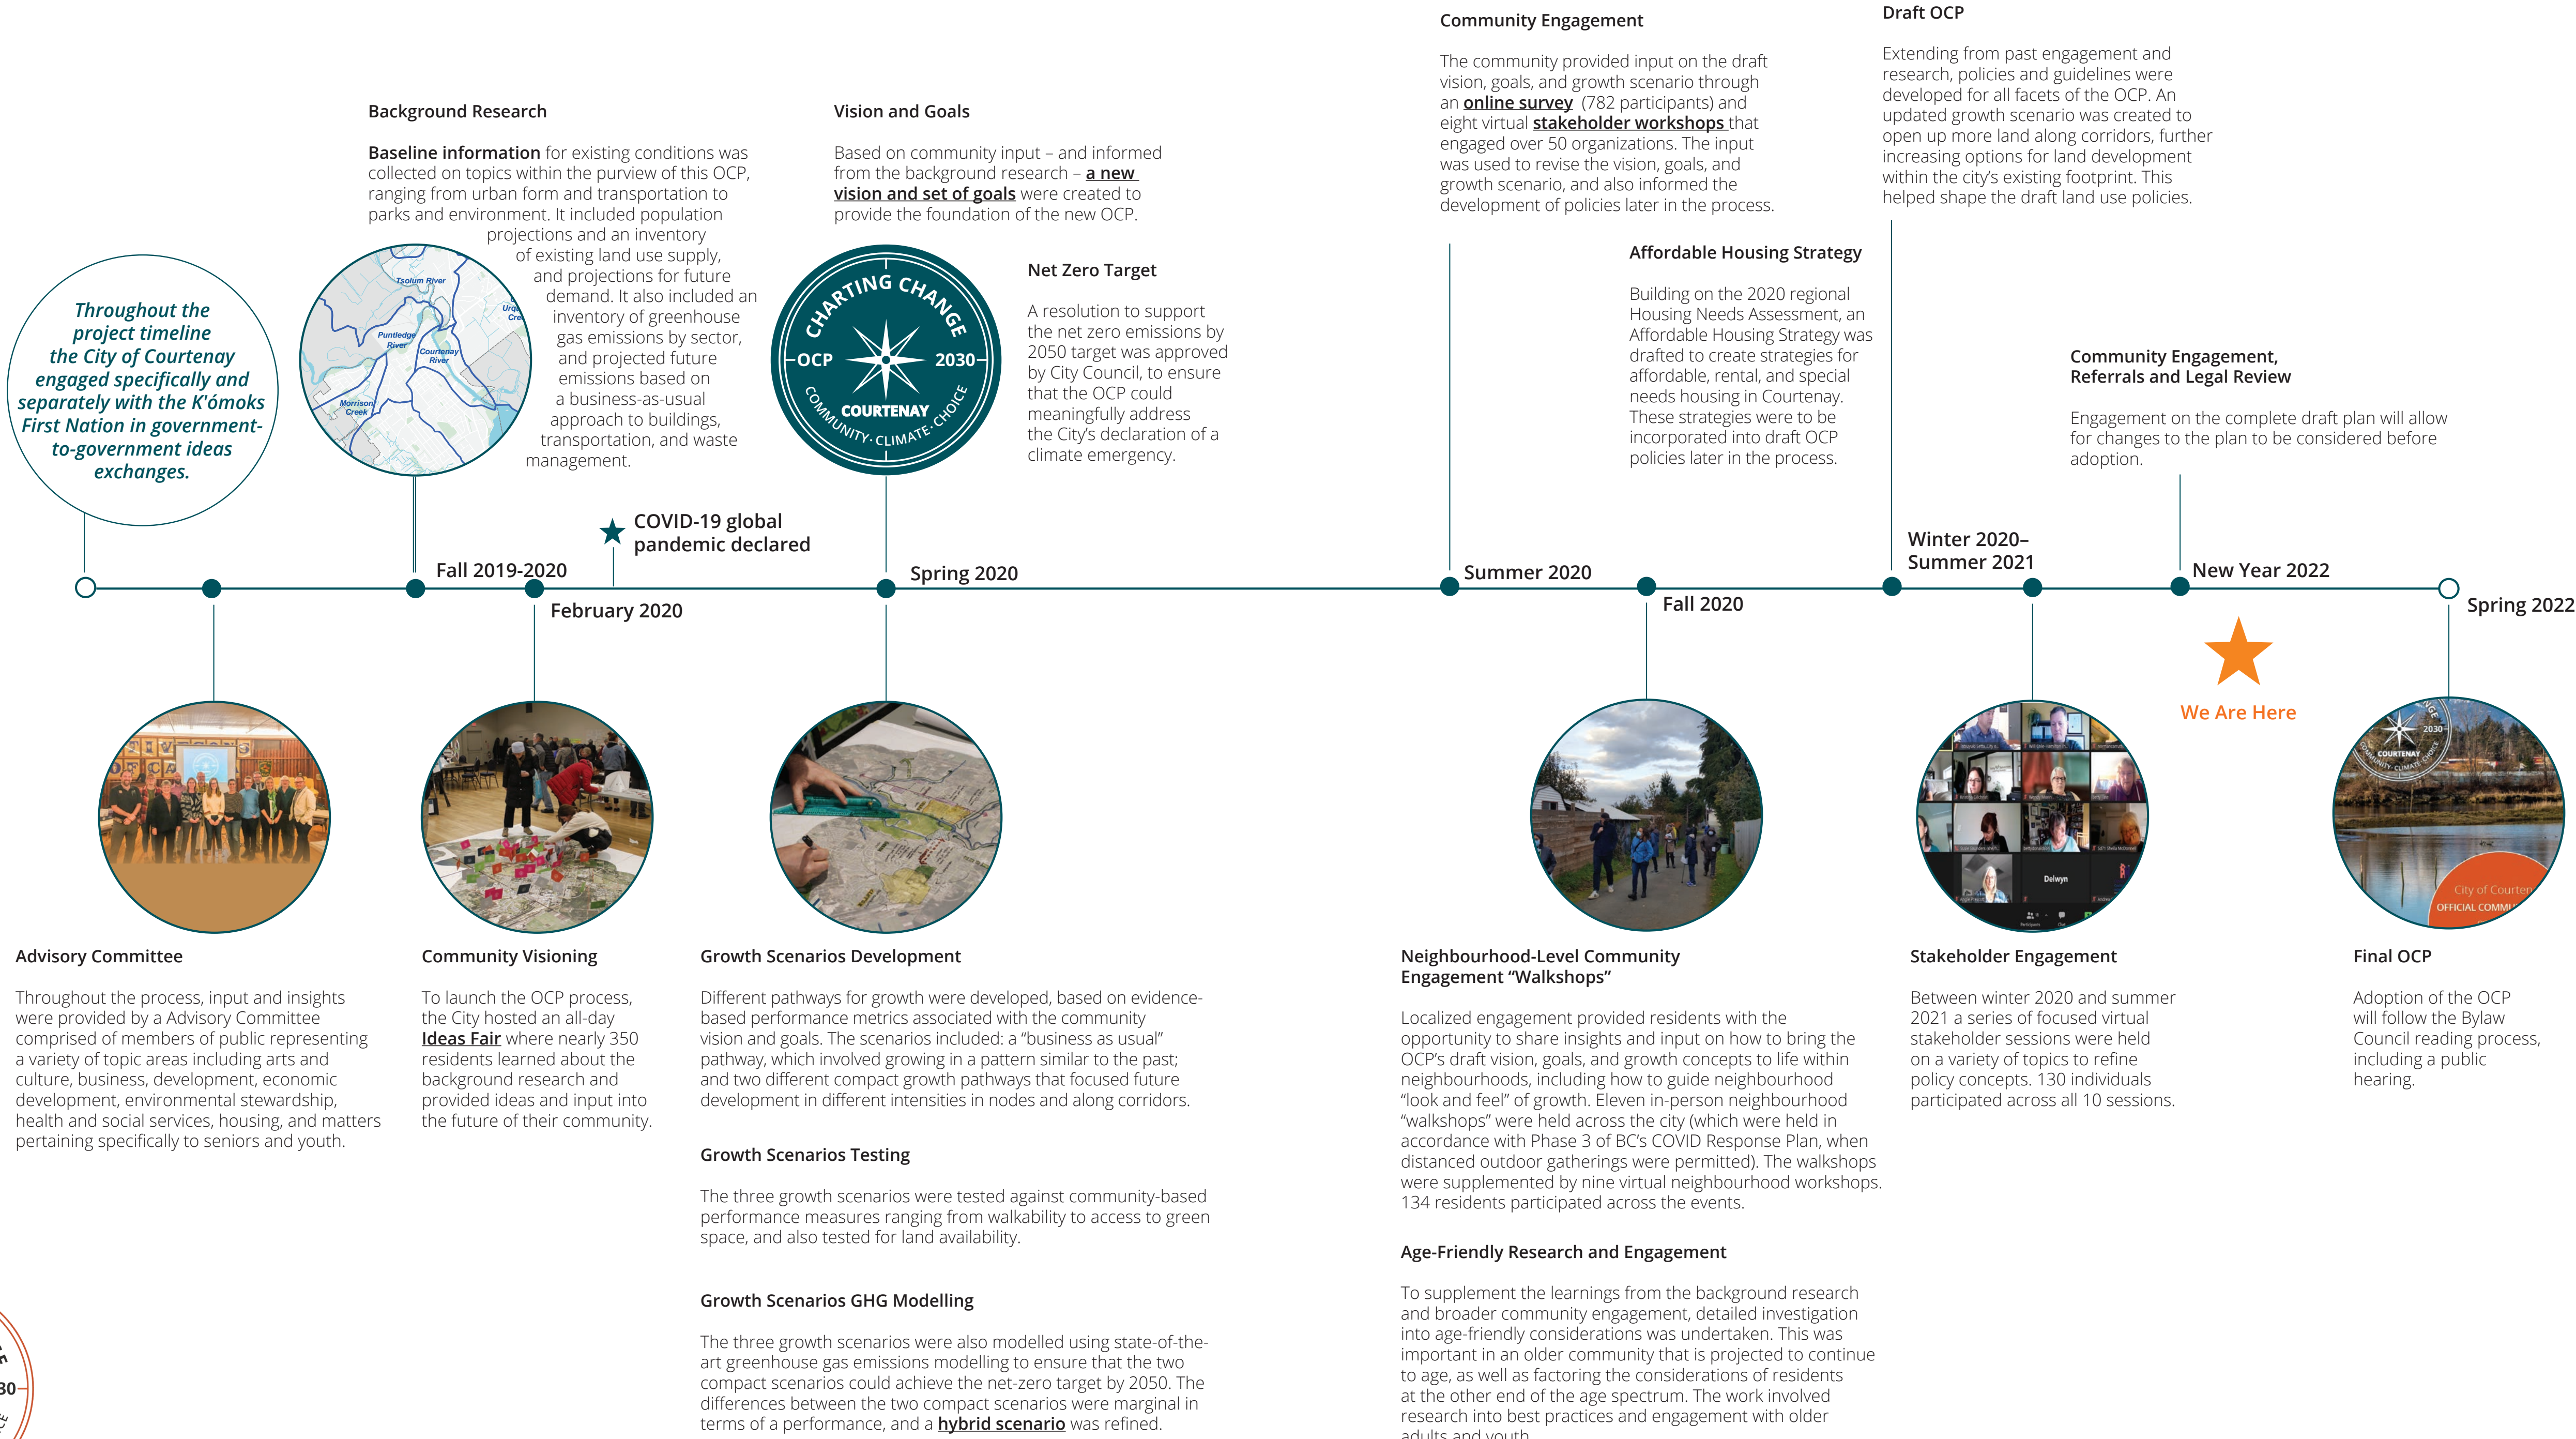 Throughout the
project timeline
the City of Courtenay
engaged specifically and
separately with the K'ómoks
First Nation in government-
to-government ideas
exchanges.
Background Research
Baseline information for existing conditions was
collected on topics within the purview of this OCP,
ranging from urban form and transportation to
parks and environment. It included population
projections and an inventory
of existing land use supply,
and projections for future
demand. It also included an
inventory of greenhouse
gas emissions by sector,
and projected future
emissions based on
a business-as-usual
approach to buildings,
transportation, and waste
management.
Tsolum River
Puntledge
River
Courtenay
River
Morrison
Creek
Vision and Goals
Based on community input – and informed
from the background research – a new
vision and set of goals were created to
provide the foundation of the new OCP.
CHARTING CHANGE
OCP
2030
COURTENAY
COMMUNITY·CLIMATE·CHOICE
Net Zero Target
A resolution to support
the net zero emissions by
2050 target was approved
by City Council, to ensure
that the OCP could
meaningfully address
the City's declaration of a
climate emergency.
Community Engagement
The community provided input on the draft
vision, goals, and growth scenario through
an online survey (782 participants) and
eight virtual stakeholder workshops that
engaged over 50 organizations. The input
was used to revise the vision, goals, and
growth scenario, and also informed the
development of policies later in the process.
Affordable Housing Strategy
Building on the 2020 regional
Housing Needs Assessment, an
Affordable Housing Strategy was
drafted to create strategies for
affordable, rental, and special
needs housing in Courtenay.
These strategies were to be
incorporated into draft OCP
policies later in the process.
Draft OCP
Extending from past engagement and
research, policies and guidelines were
developed for all facets of the OCP. An
updated growth scenario was created to
open up more land along corridors, further
increasing options for land development
within the city's existing footprint. This
helped shape the draft land use policies.
Community Engagement,
Referrals and Legal Review
Engagement on the complete draft plan will allow
for changes to the plan to be considered before
adoption.
COVID-19 global
pandemic declared
Fall 2019-2020
February 2020
Spring 2020
Summer 2020
Fall 2020
Winter 2020–
Summer 2021
New Year 2022
Spring 2022
We Are Here
Advisory Committee
Throughout the process, input and insights
were provided by a Advisory Committee
comprised of members of public representing
a variety of topic areas including arts and
culture, business, development, economic
development, environmental stewardship,
health and social services, housing, and matters
pertaining specifically to seniors and youth.
Community Visioning
To launch the OCP process,
the City hosted an all-day
Ideas Fair where nearly 350
residents learned about the
background research and
provided ideas and input into
the future of their community.
Growth Scenarios Development
Different pathways for growth were developed, based on evidence-
based performance metrics associated with the community
vision and goals. The scenarios included: a “business as usual”
pathway, which involved growing in a pattern similar to the past;
and two different compact growth pathways that focused future
development in different intensities in nodes and along corridors.
Growth Scenarios Testing
The three growth scenarios were tested against community-based
performance measures ranging from walkability to access to green
space, and also tested for land availability.
Growth Scenarios GHG Modelling
The three growth scenarios were also modelled using state-of-the-
art greenhouse gas emissions modelling to ensure that the two
compact scenarios could achieve the net-zero target by 2050. The
differences between the two compact scenarios were marginal in
terms of a performance, and a hybrid scenario was refined.
Neighbourhood-Level Community
Engagement “Walkshops”
Localized engagement provided residents with the
opportunity to share insights and input on how to bring the
OCP’s draft vision, goals, and growth concepts to life within
neighbourhoods, including how to guide neighbourhood
“look and feel” of growth. Eleven in-person neighbourhood
“walkshops” were held across the city (which were held in
accordance with Phase 3 of BC’s COVID Response Plan, when
distanced outdoor gatherings were permitted). The walkshops
were supplemented by nine virtual neighbourhood workshops.
134 residents participated across the events.
Age-Friendly Research and Engagement
To supplement the learnings from the background research
and broader community engagement, detailed investigation
into age-friendly considerations was undertaken. This was
important in an older community that is projected to continue
to age, as well as factoring the considerations of residents
at the other end of the age spectrum. The work involved
research into best practices and engagement with older
adults and youth
Delwyn
Stakeholder Engagement
Between winter 2020 and summer
2021 a series of focused virtual
stakeholder sessions were held
on a variety of topics to refine
policy concepts. 130 individuals
participated across all 10 sessions.
2030
COURTENAY
COMMUNITY·CLIMATE·CHOICE
City of Courten
OFFICIAL COMMU
Final OCP
Adoption of the OCP
will follow the Bylaw
Council reading process,
including a public
hearing.
30